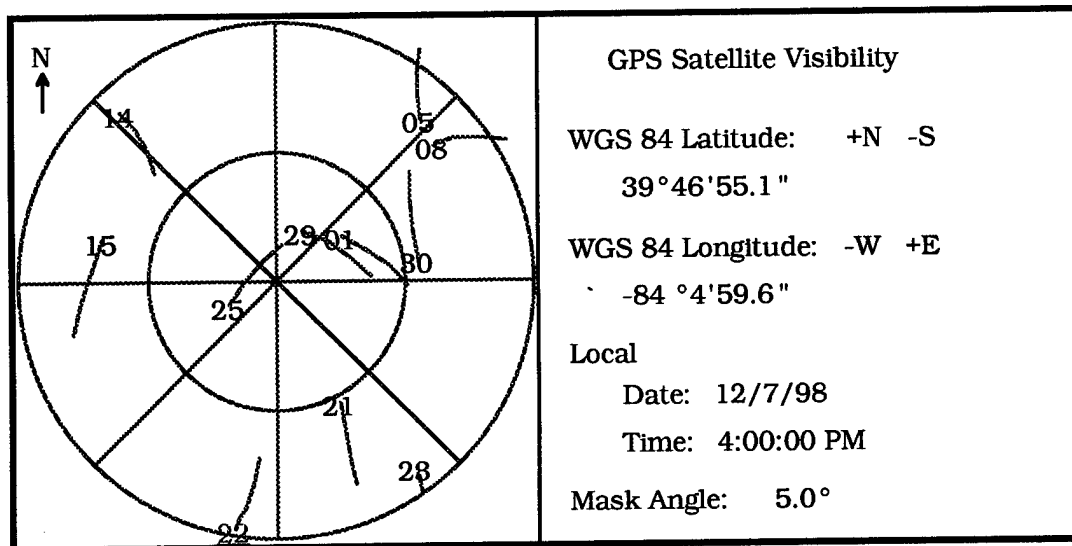 N
14
05
08
15
29
01
30
25
21
28
22
GPS Satellite Visibility
WGS 84 Latitude: +N -S
39°46'55.1"
WGS 84 Longitude: -W +E
-84 °4'59.6"
Local
Date: 12/7/98
Time: 4:00:00 PM
Mask Angle: 5.0°